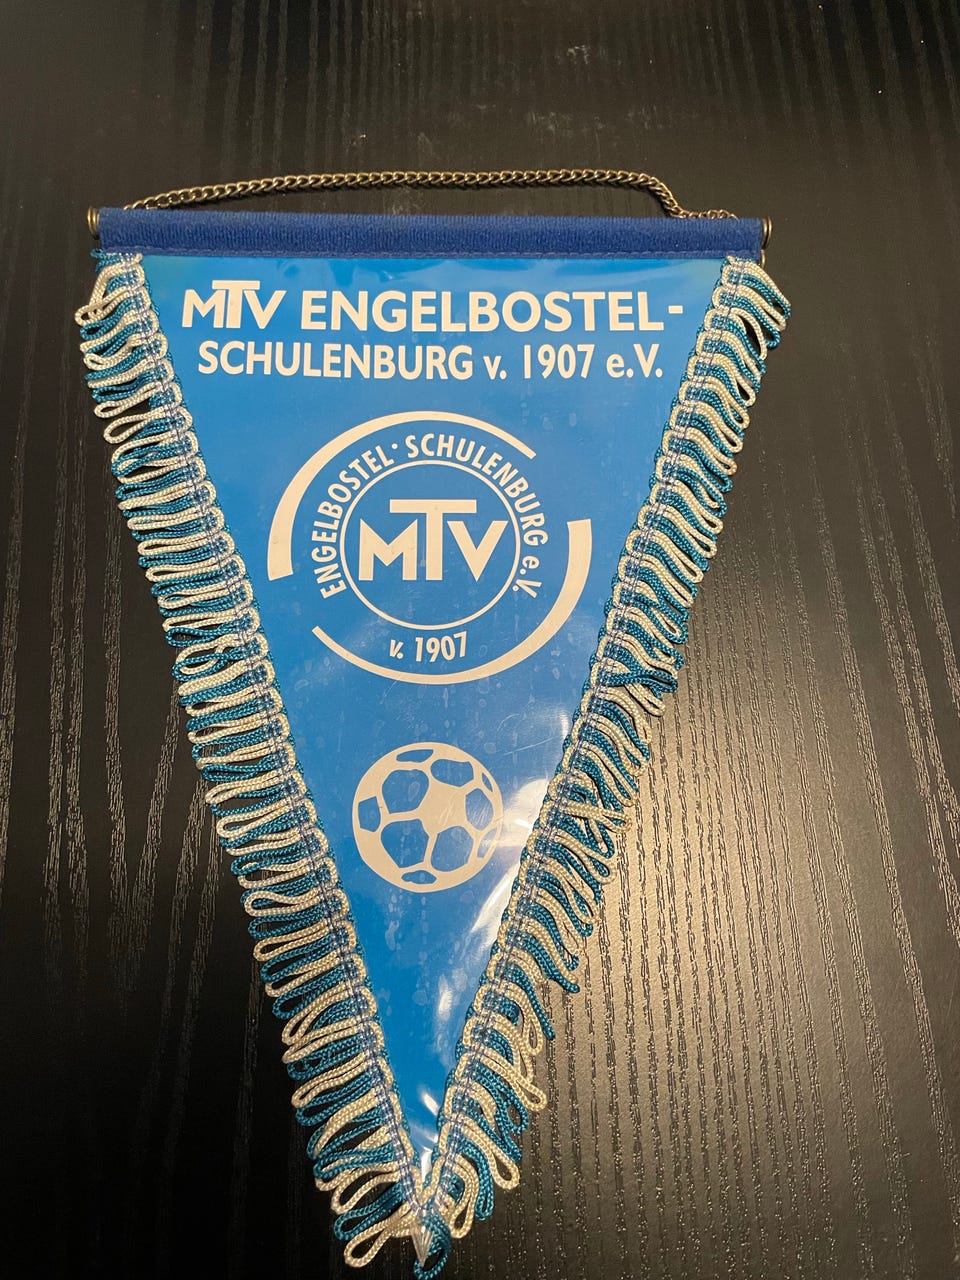 MTV ENGELBOSTEL-
SCHULENBURG v. 1907 e.V.
ENGELBOSTEL · SCHULENBURG e.V.
MTV
v. 1907